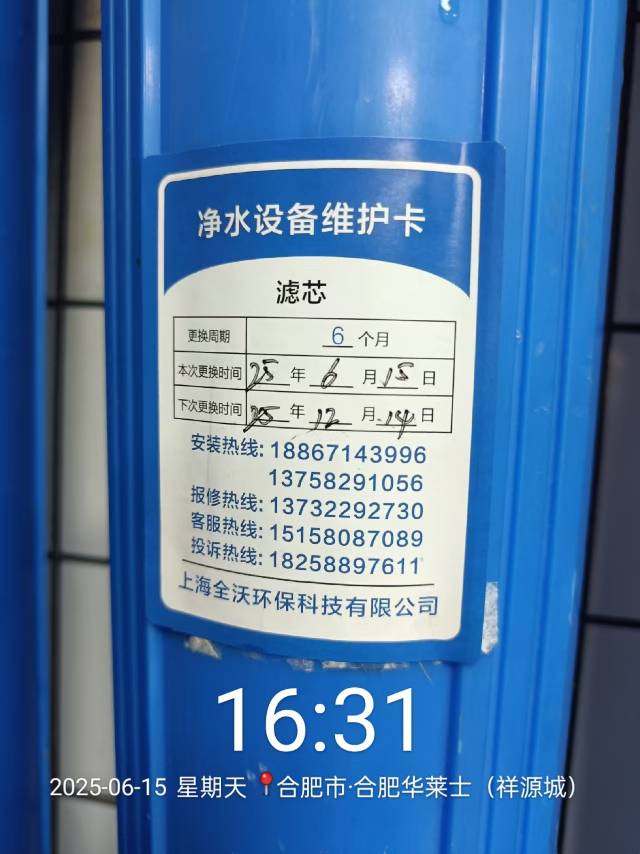 净水设备维护卡
滤芯
更换周期 6 个月
本次更换时间 25 年 6 月 15 日
下次更换时间 25 年 12 月 14 日
安装热线: 18867143996
13758291056
报修热线: 13732292730
客服热线: 15158087089
投诉热线: 18258897611
上海全沃环保科技有限公司
16:31
2025-06-15 星期天 📍合肥市·合肥华莱士（祥源城）